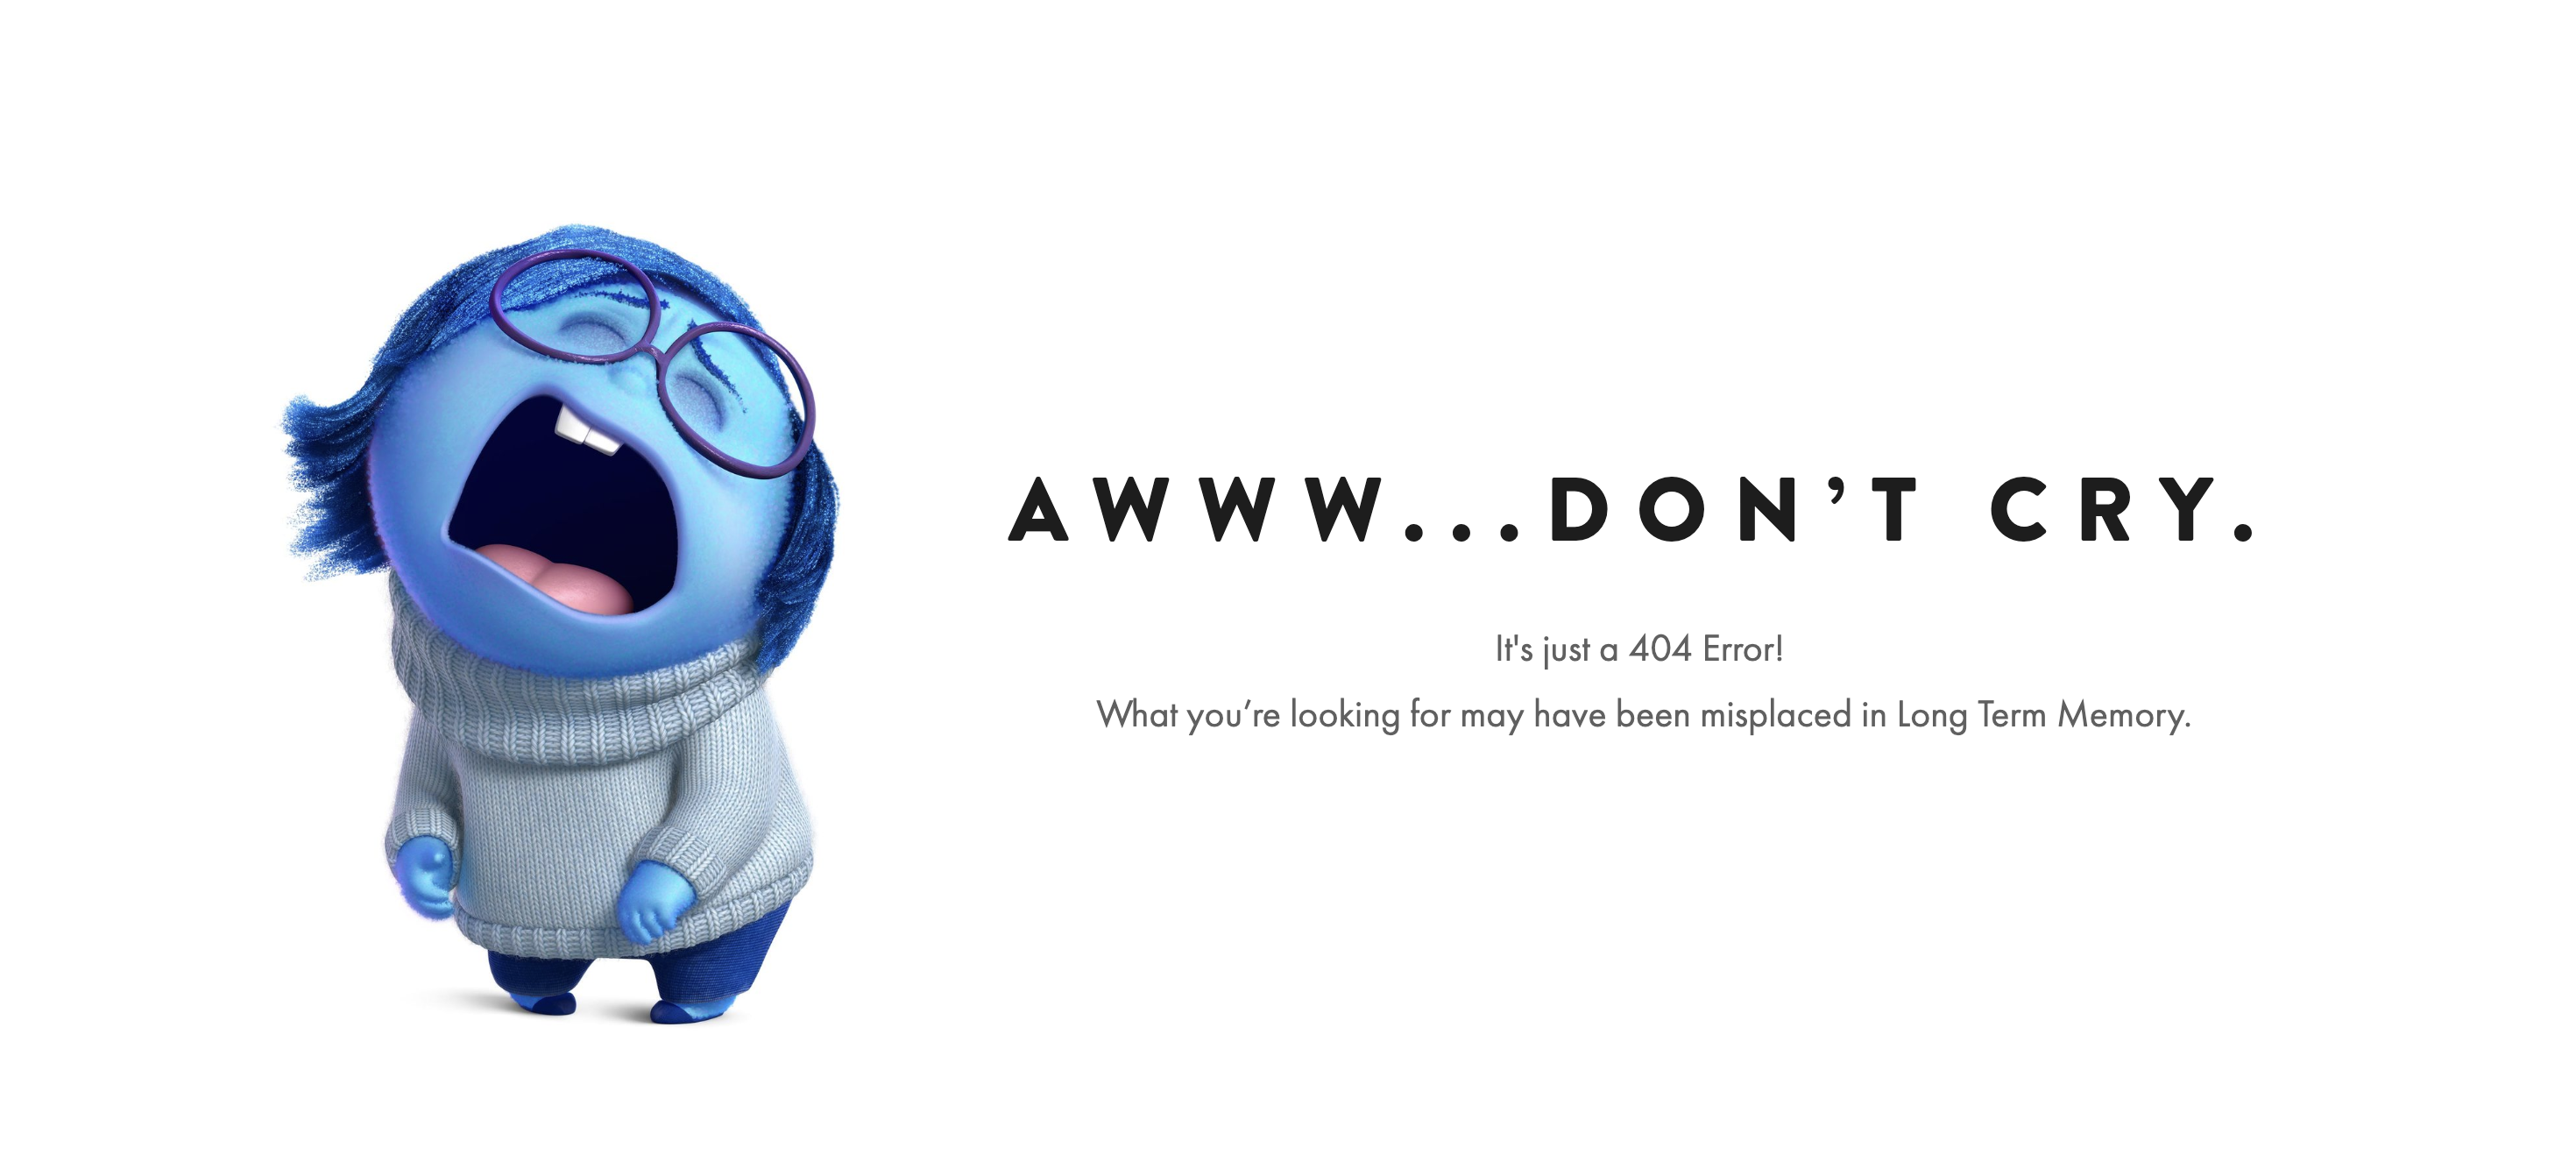 AWWW...DON’T CRY.
It's just a 404 Error!
What you’re looking for may have been misplaced in Long Term Memory.